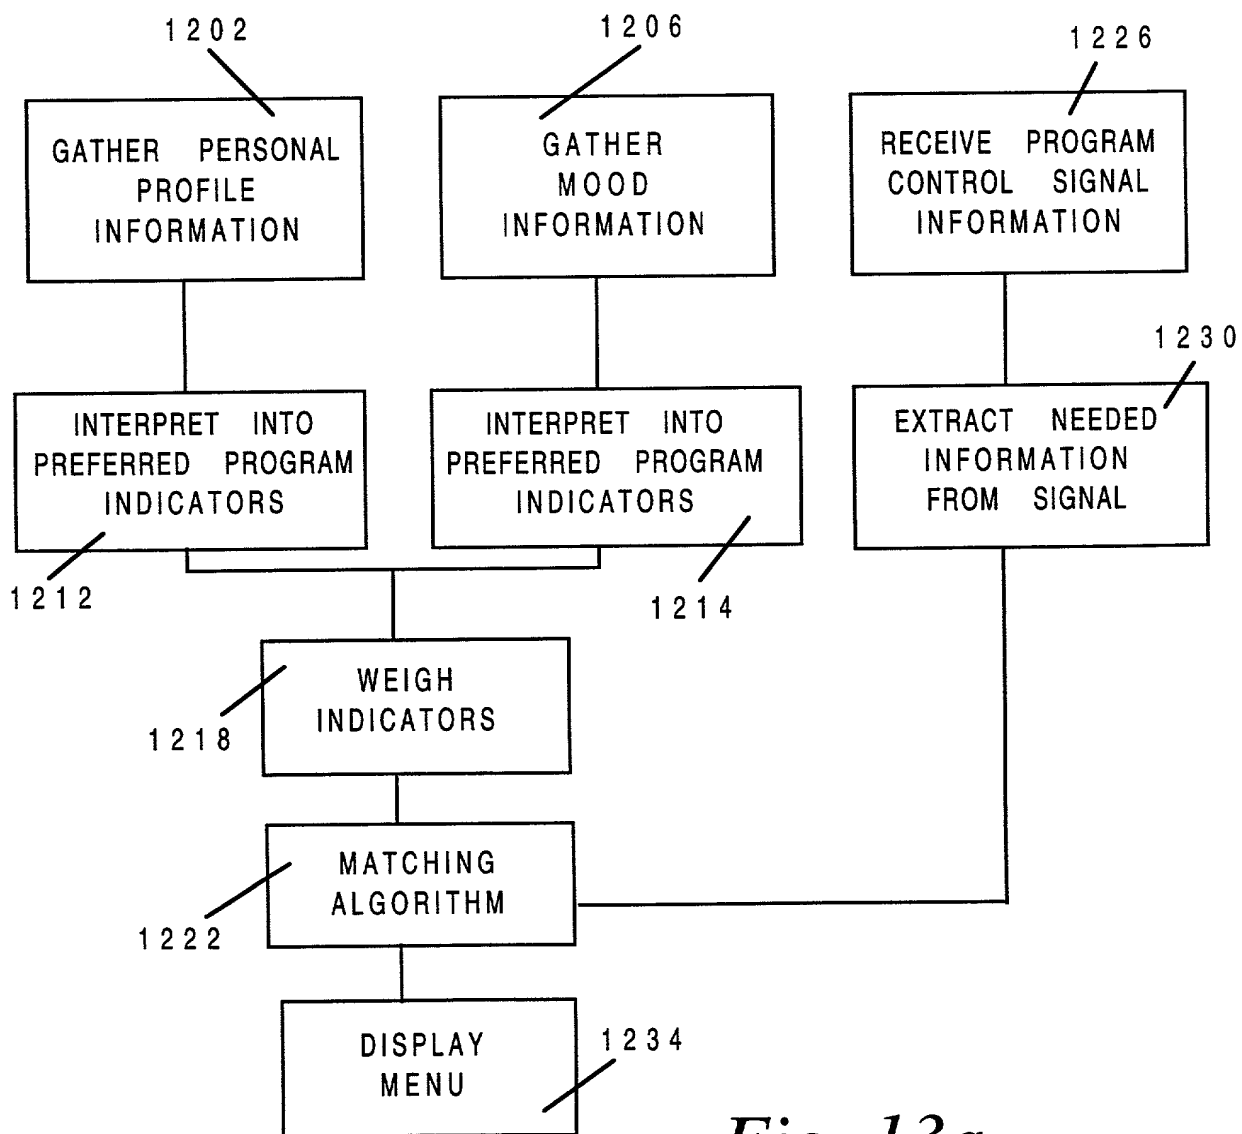 1202
1206
1226
GATHER PERSONAL
PROFILE
INFORMATION
GATHER
MOOD
INFORMATION
RECEIVE PROGRAM
CONTROL SIGNAL
INFORMATION
1230
INTERPRET INTO
PREFERRED PROGRAM
INDICATORS
INTERPRET INTO
PREFERRED PROGRAM
INDICATORS
EXTRACT NEEDED
INFORMATION
FROM SIGNAL
1212
1214
WEIGH
INDICATORS
1218
MATCHING
ALGORITHM
1222
DISPLAY
MENU
1234
Fig. 13a